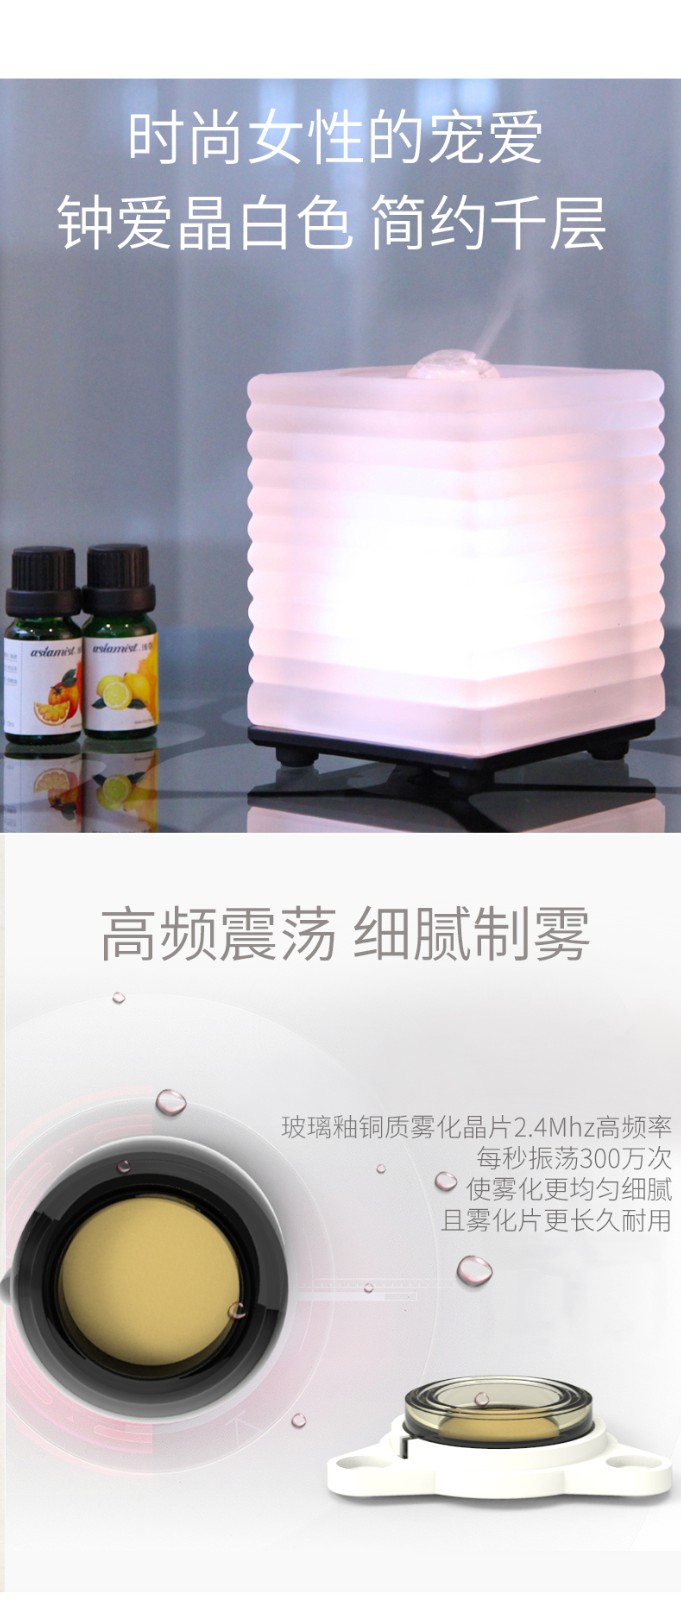 时尚女性的宠爱
钟爱晶白色 简约千层
asiamist
asiamist
高频震荡 细腻制雾
玻璃釉铜质雾化晶片2.4Mhz高频率
每秒振荡300万次
使雾化更均匀细腻
且雾化片更长久耐用